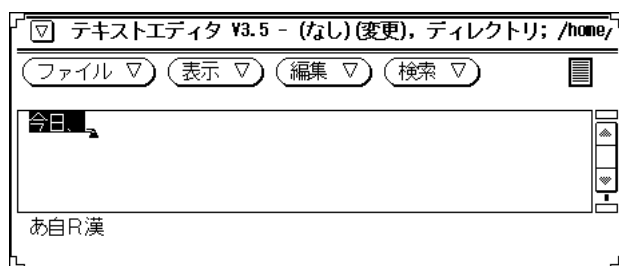 テキストエディタ V3.5 - (なし)(変更), ディレクトリ; /home/
ファイル ▽ 表示 ▽ 編集 ▽ 検索 ▽
今日、
あ自R漢